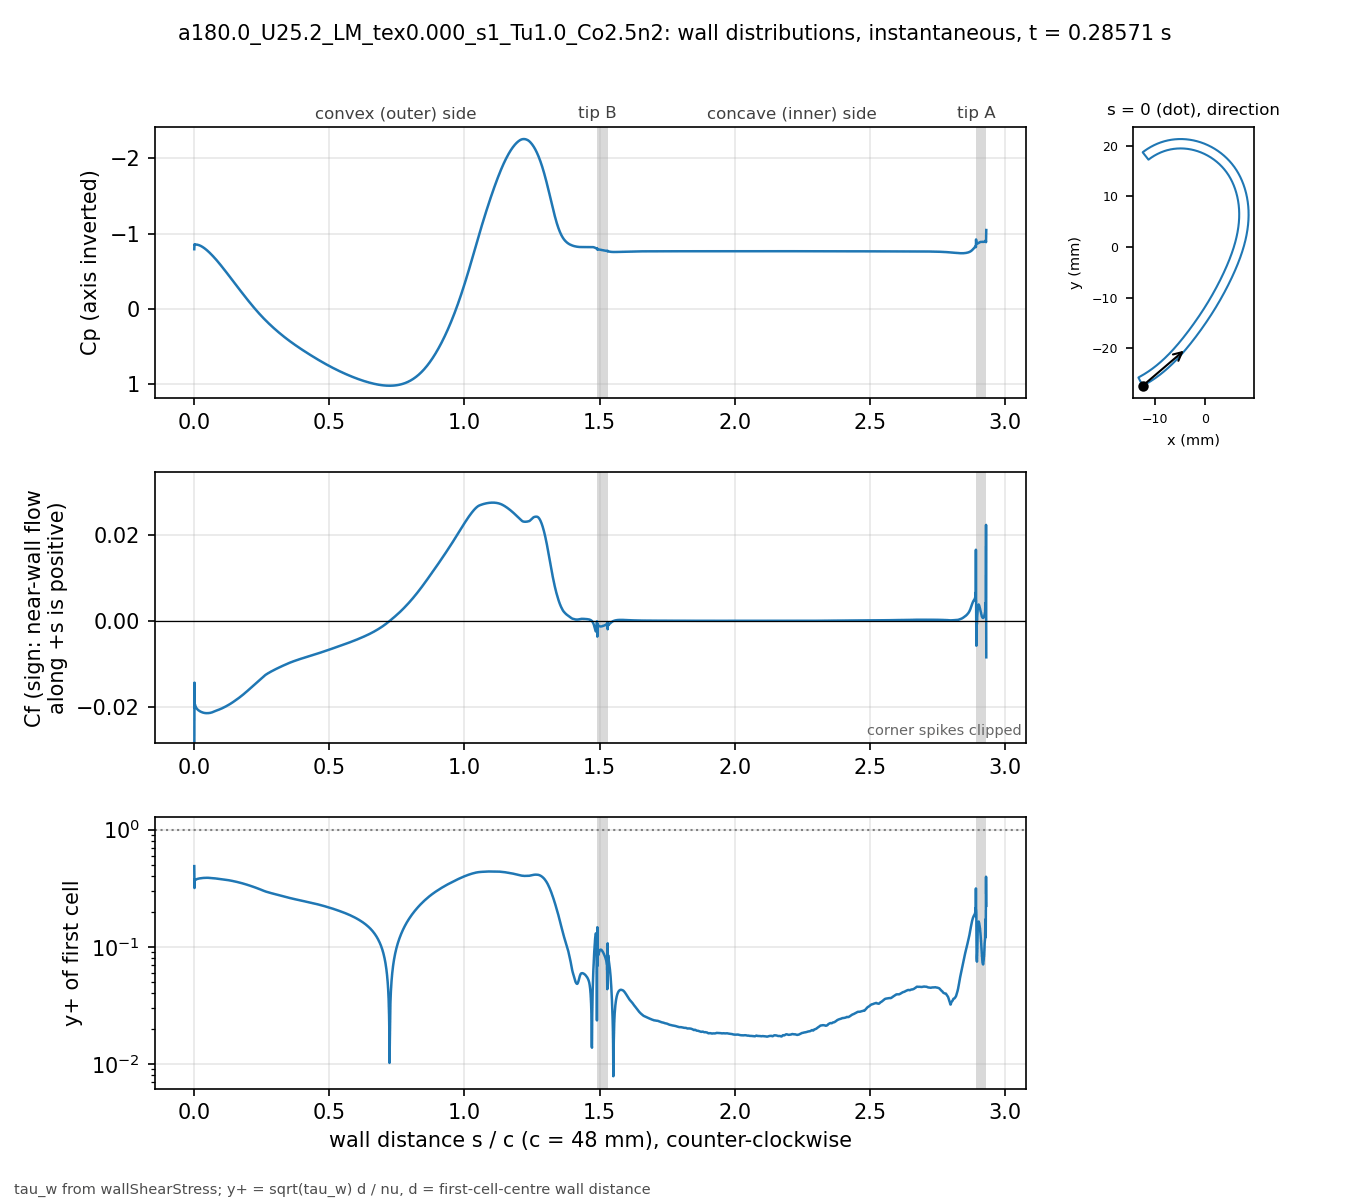 a180.0_U25.2_LM_tex0.000_s1_Tu1.0_Co2.5n2: wall distributions, instantaneous, t = 0.28571 s
convex (outer) side
tip B
concave (inner) side
tip A
Cp (axis inverted)
−2
−1
0
1
0.0
0.5
1.0
1.5
2.0
2.5
3.0
s = 0 (dot), direction
y (mm)
20
10
0
−10
−20
−10
0
x (mm)
Cf (sign: near-wall flow
along +s is positive)
0.02
0.00
−0.02
corner spikes clipped
0.0
0.5
1.0
1.5
2.0
2.5
3.0
y+ of first cell
10⁰
10⁻¹
10⁻²
0.0
0.5
1.0
1.5
2.0
2.5
3.0
wall distance s / c (c = 48 mm), counter-clockwise
tau_w from wallShearStress; y+ = sqrt(tau_w) d / nu, d = first-cell-centre wall distance